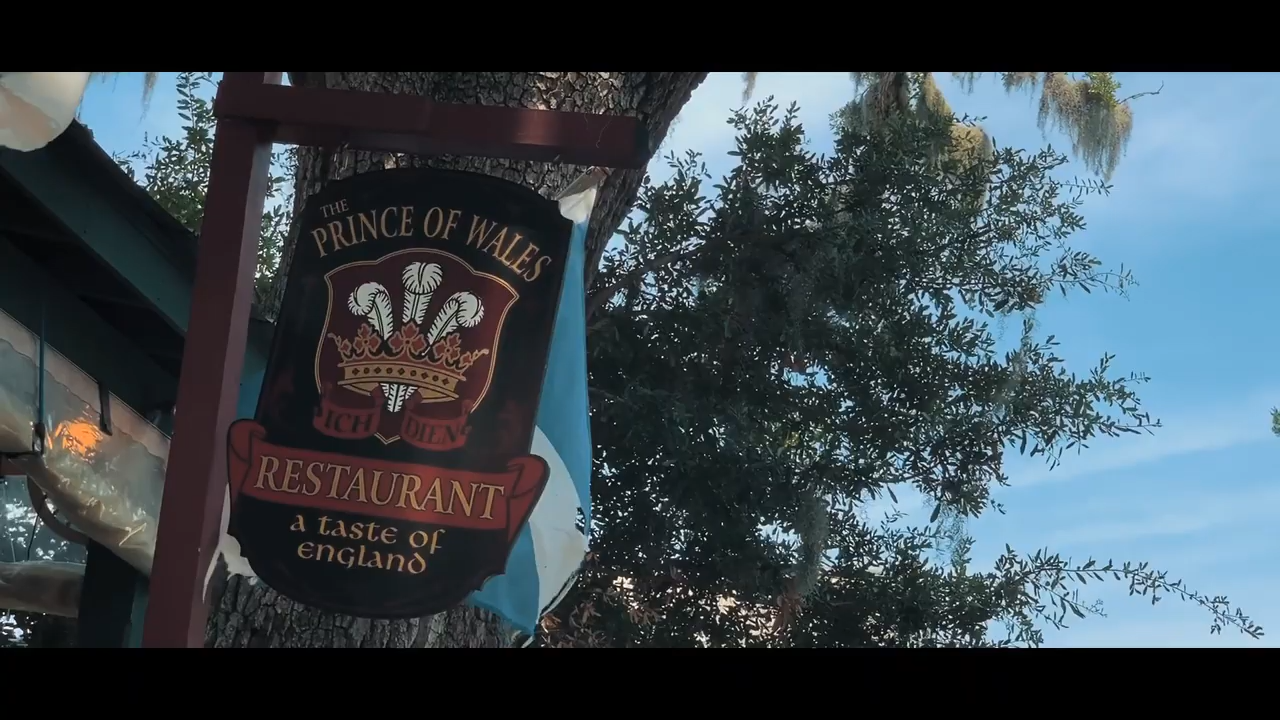 THE
PRINCE OF WALES
ICH DIEN
RESTAURANT
a taste of
england